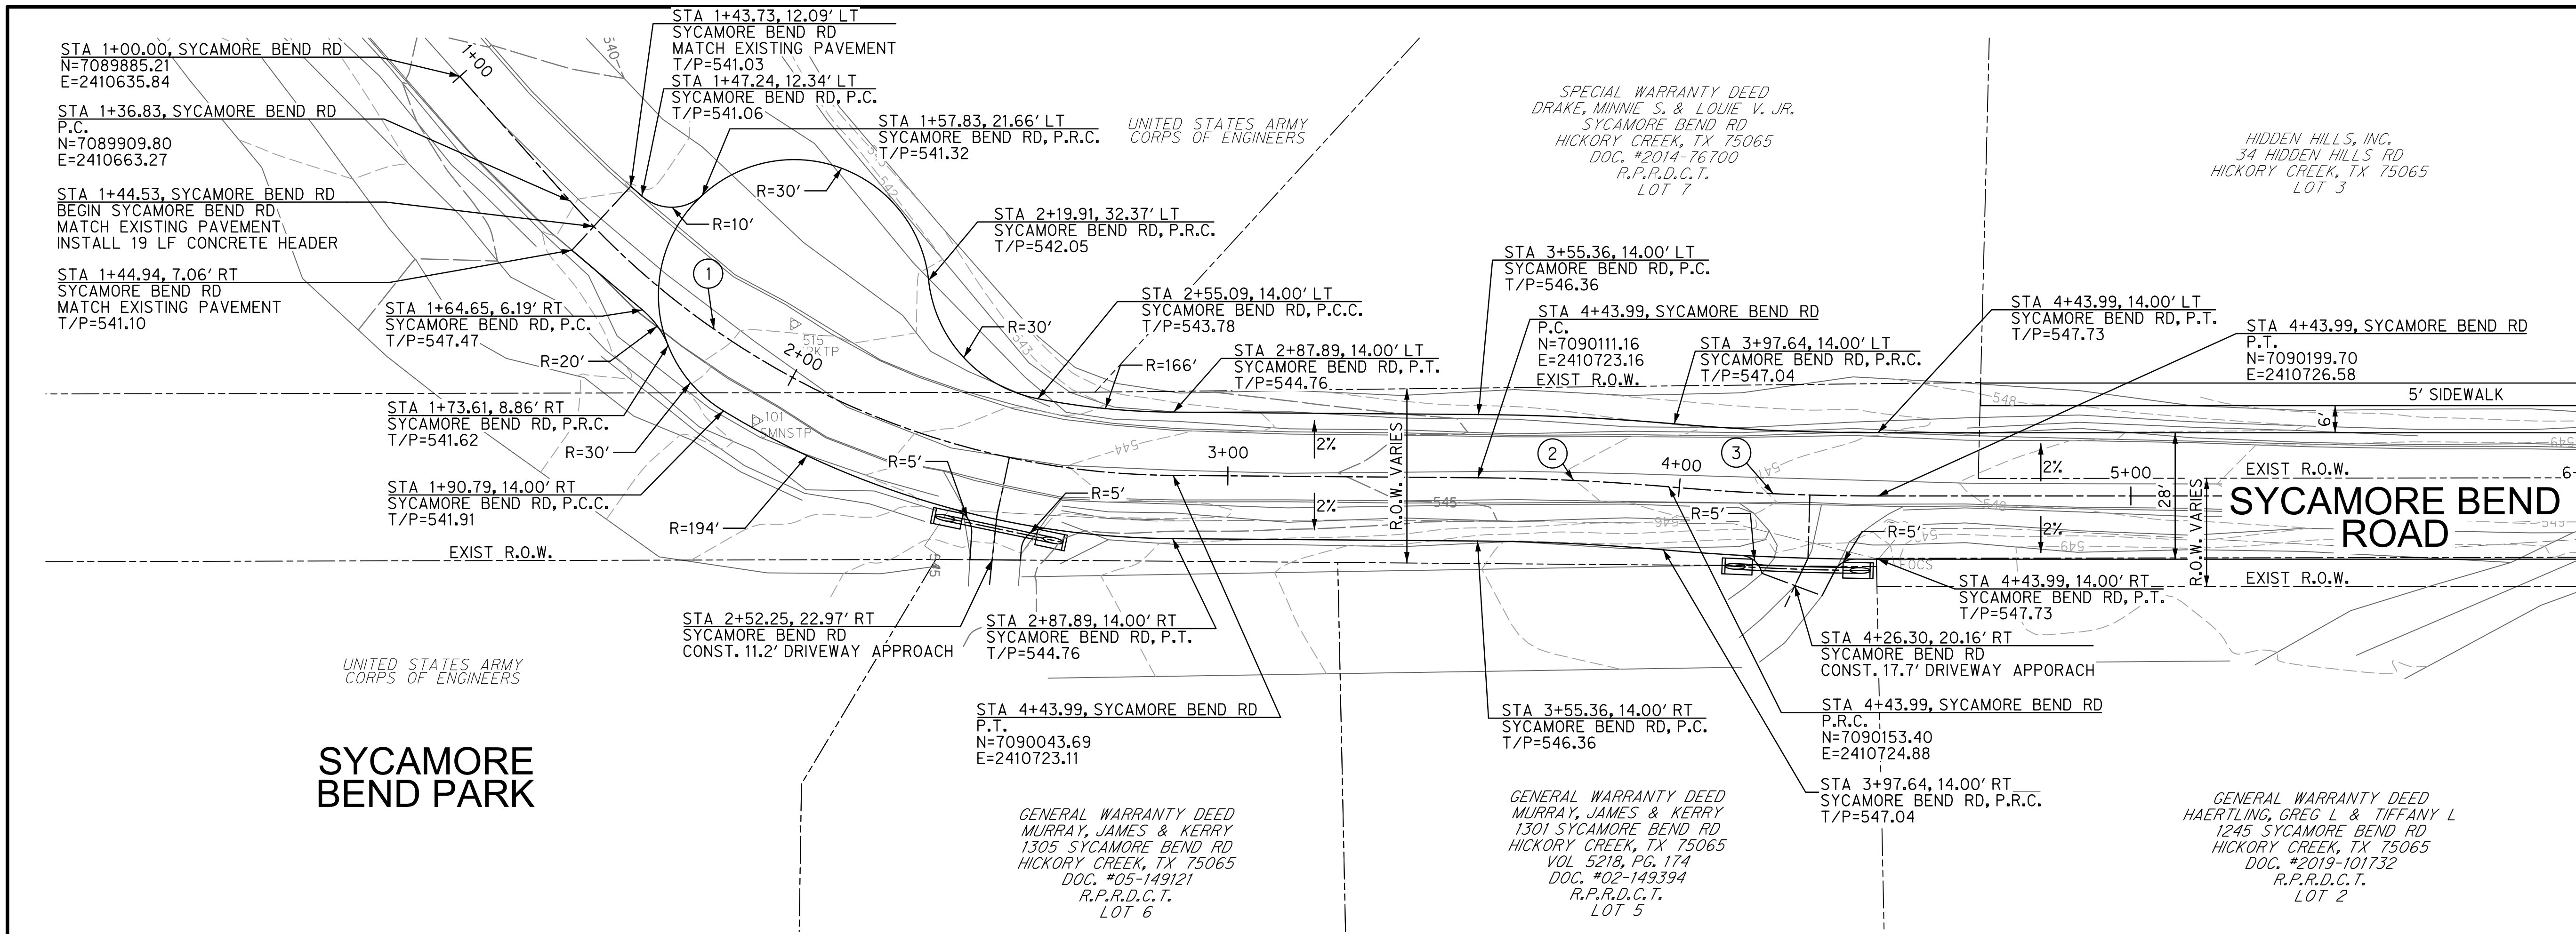 STA 1+00.00, SYCAMORE BEND RD
N=7089885.21
E=2410635.84
STA 1+36.83, SYCAMORE BEND RD
P.C.
N=7089909.80
E=2410663.27
STA 1+44.53, SYCAMORE BEND RD
BEGIN SYCAMORE BEND RD
MATCH EXISTING PAVEMENT
INSTALL 19 LF CONCRETE HEADER
STA 1+44.94, 7.06' RT
SYCAMORE BEND RD
MATCH EXISTING PAVEMENT
T/P=541.10
STA 1+64.65, 6.19' RT
SYCAMORE BEND RD, P.C.
T/P=547.47
R=20'
STA 1+73.61, 8.86' RT
SYCAMORE BEND RD, P.R.C.
T/P=541.62
R=30'
STA 1+90.79, 14.00' RT
SYCAMORE BEND RD, P.C.C.
T/P=541.91
R=194'
EXIST R.O.W.
1+00
540
STA 1+43.73, 12.09' LT
SYCAMORE BEND RD
MATCH EXISTING PAVEMENT
T/P=541.03
STA 1+47.24, 12.34' LT
SYCAMORE BEND RD, P.C.
T/P=541.06
STA 1+57.83, 21.66' LT
SYCAMORE BEND RD, P.R.C.
T/P=541.32
R=30'
R=10'
542
1
515
2+00
101
STA 2+19.91, 32.37' LT
SYCAMORE BEND RD, P.R.C.
T/P=542.05
R=30'
543
STA 2+55.09, 14.00' LT
SYCAMORE BEND RD, P.C.C.
T/P=543.78
R=166'
STA 2+87.89, 14.00' LT
SYCAMORE BEND RD, P.T.
T/P=544.76
UNITED STATES ARMY
CORPS OF ENGINEERS
SPECIAL WARRANTY DEED
DRAKE, MINNIE S. & LOUIE V. JR.
SYCAMORE BEND RD
HICKORY CREEK, TX 75065
DOC. #2014-76700
R.P.R.D.C.T.
LOT 7
HIDDEN HILLS, INC.
34 HIDDEN HILLS RD
HICKORY CREEK, TX 75065
LOT 3
STA 3+55.36, 14.00' LT
SYCAMORE BEND RD, P.C.
T/P=546.36
STA 4+43.99, SYCAMORE BEND RD
P.C.
N=7090111.16
E=2410723.16
EXIST R.O.W.
STA 3+97.64, 14.00' LT
SYCAMORE BEND RD, P.R.C.
T/P=547.04
STA 4+43.99, 14.00' LT
SYCAMORE BEND RD, P.T.
T/P=547.73
STA 4+43.99, SYCAMORE BEND RD
P.T.
N=7090199.70
E=2410726.58
548
5' SIDEWALK
6'
544
3+00
2%
R.O.W. VARIES
2
4+00
3
2%
5+00
EXIST R.O.W.
28'
R.O.W. VARIES
SYCAMORE BEND
ROAD
R=5'
R=5'
2%
545
546
R=5'
R=5'
2%
549
EXIST R.O.W.
545
STA 2+52.25, 22.97' RT
SYCAMORE BEND RD
CONST. 11.2' DRIVEWAY APPROACH
STA 2+87.89, 14.00' RT
SYCAMORE BEND RD, P.T.
T/P=544.76
STA 4+43.99, SYCAMORE BEND RD
P.T.
N=7090043.69
E=2410723.11
STA 3+55.36, 14.00' RT
SYCAMORE BEND RD, P.C.
T/P=546.36
STA 4+43.99, 14.00' RT
SYCAMORE BEND RD, P.T.
T/P=547.73
STA 4+26.30, 20.16' RT
SYCAMORE BEND RD
CONST. 17.7' DRIVEWAY APPORACH
STA 4+43.99, SYCAMORE BEND RD
P.R.C.
N=7090153.40
E=2410724.88
STA 3+97.64, 14.00' RT
SYCAMORE BEND RD, P.R.C.
T/P=547.04
UNITED STATES ARMY
CORPS OF ENGINEERS
SYCAMORE
BEND PARK
GENERAL WARRANTY DEED
MURRAY, JAMES & KERRY
1305 SYCAMORE BEND RD
HICKORY CREEK, TX 75065
DOC. #05-149121
R.P.R.D.C.T.
LOT 6
GENERAL WARRANTY DEED
MURRAY, JAMES & KERRY
1301 SYCAMORE BEND RD
HICKORY CREEK, TX 75065
VOL 5218, PG. 174
DOC. #02-149394
R.P.R.D.C.T.
LOT 5
GENERAL WARRANTY DEED
HAERTLING, GREG L & TIFFANY L
1245 SYCAMORE BEND RD
HICKORY CREEK, TX 75065
DOC. #2019-101732
R.P.R.D.C.T.
LOT 2